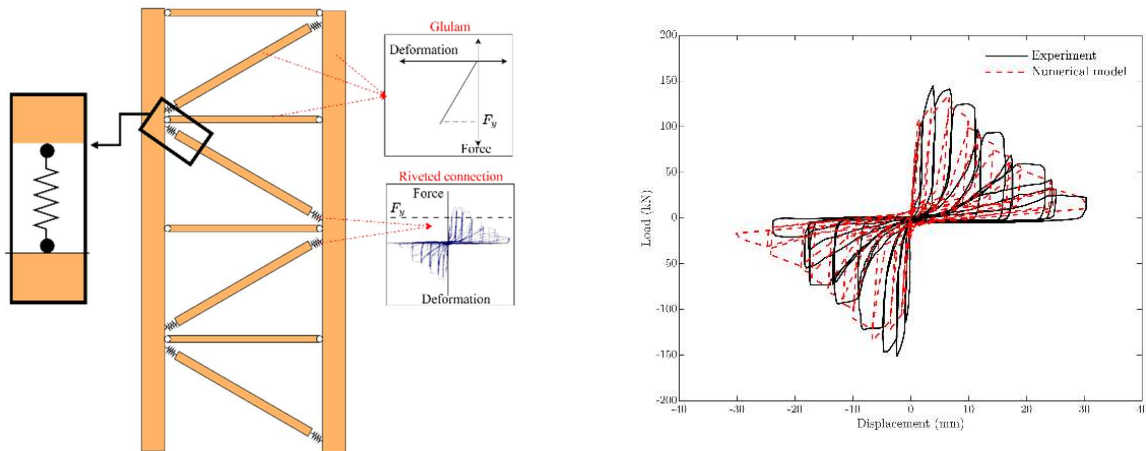 Glulam
Deformation
F_y
Force
Riveted connection
Force
F_y
Deformation
200
150
100
50
0
-50
-100
-150
-200
Load (kN)
Experiment
Numerical model
-40
-30
-20
-10
0
10
20
30
40
Displacement (mm)